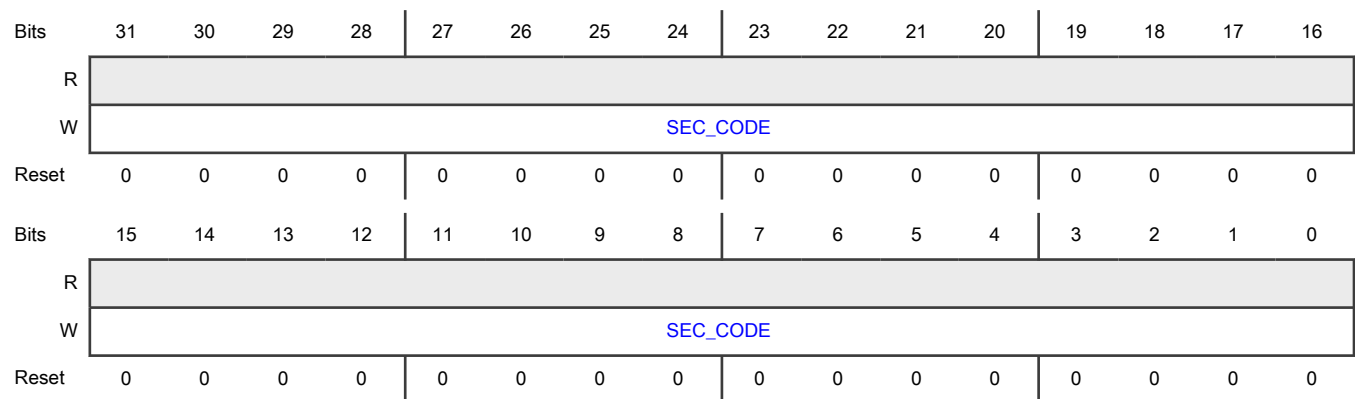 Bits 31 30 29 28 27 26 25 24 23 22 21 20 19 18 17 16
R
W SEC_CODE
Reset 0 0 0 0 0 0 0 0 0 0 0 0 0 0 0 0
Bits 15 14 13 12 11 10 9 8 7 6 5 4 3 2 1 0
R
W SEC_CODE
Reset 0 0 0 0 0 0 0 0 0 0 0 0 0 0 0 0